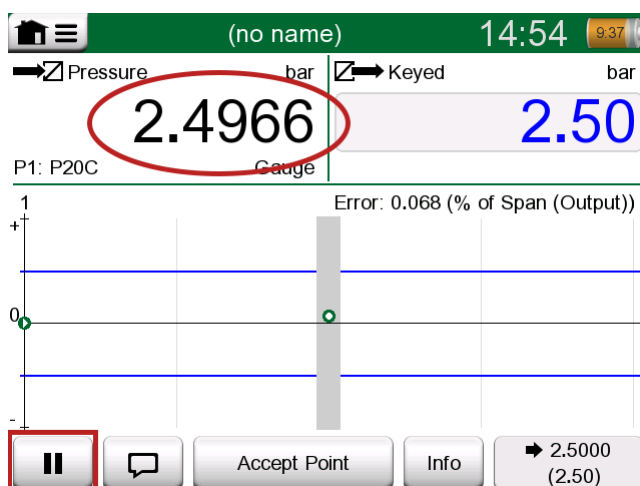 (no name)
14:54
9:37
Pressure bar
2.4966
P1: P20C Gauge
Keyed bar
2.50
1
Error: 0.068 (% of Span (Output))
+
0
-
Accept Point
Info
2.5000
(2.50)